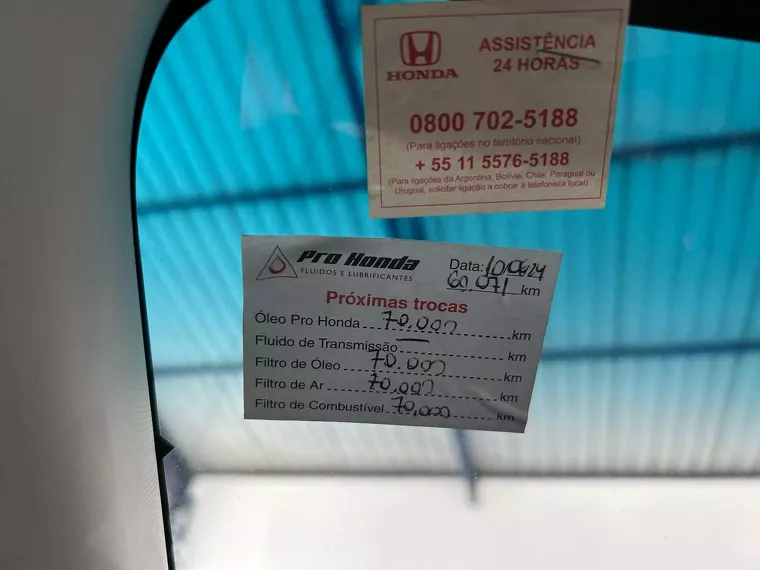 HONDA
ASSISTÊNCIA
24 HORAS
0800 702-5188
(Para ligações no território nacional)
+ 55 11 5576-5188
(Para ligações da Argentina, Bolívia, Chile, Paraguai ou
Uruguai, solicitar ligação a cobrar à telefonista local)
Pro Honda
FLUIDOS E LUBRIFICANTES
Data: 10/06/24
60.071 km
Próximas trocas
Óleo Pro Honda 70.000 km
Fluido de Transmissão — km
Filtro de Óleo 70.000 km
Filtro de Ar 70.000 km
Filtro de Combustível 70.000 km